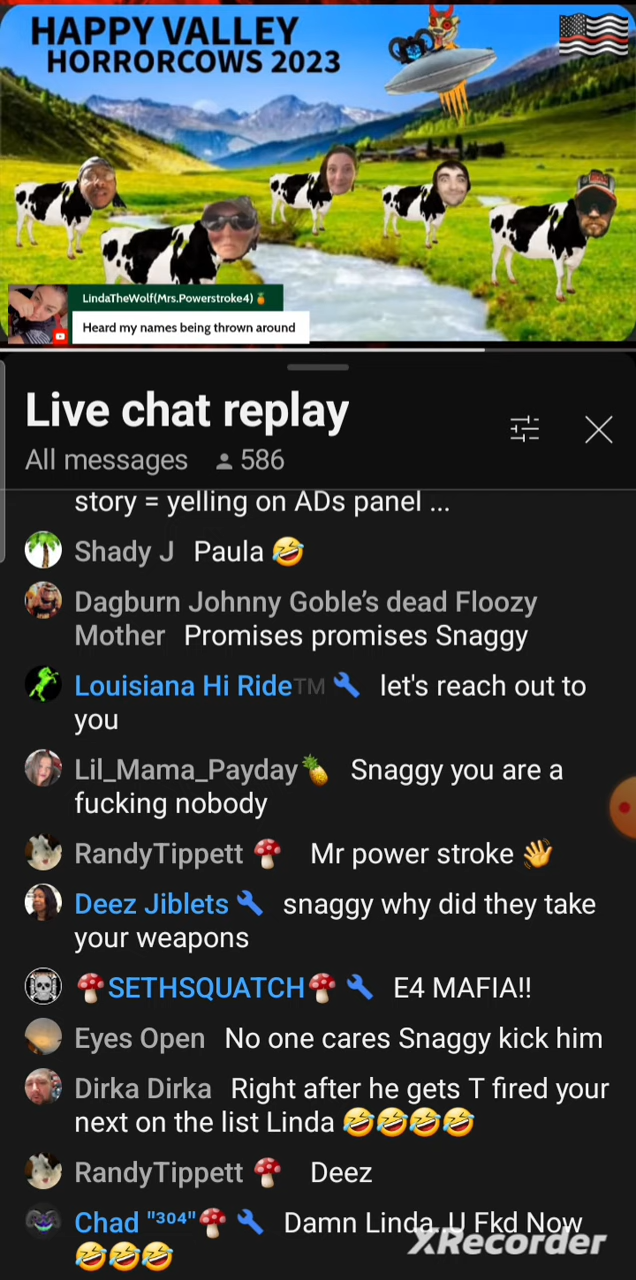 HAPPY VALLEY
HORRORCOWS 2023
LindaTheWolf(Mrs.Powerstroke4)🍍
Heard my names being thrown around
Live chat replay
All messages 586
story = yelling on ADs panel ...
Shady J Paula 🤣
Dagburn Johnny Goble’s dead Floozy
Mother Promises promises Snaggy
Louisiana Hi Ride™ 🔧 let's reach out to
you
Lil_Mama_Payday🍍 Snaggy you are a
fucking nobody
RandyTippett 🍄 Mr power stroke 👋
Deez Jiblets 🔧 snaggy why did they take
your weapons
🍄SETHSQUATCH🍄 🔧 E4 MAFIA!!
Eyes Open No one cares Snaggy kick him
Dirka Dirka Right after he gets T fired your
next on the list Linda 🤣🤣🤣🤣
RandyTippett 🍄 Deez
Chad "³⁰⁴"🍄 🔧 Damn Linda, U Fkd Now
🤣🤣🤣
XRecorder